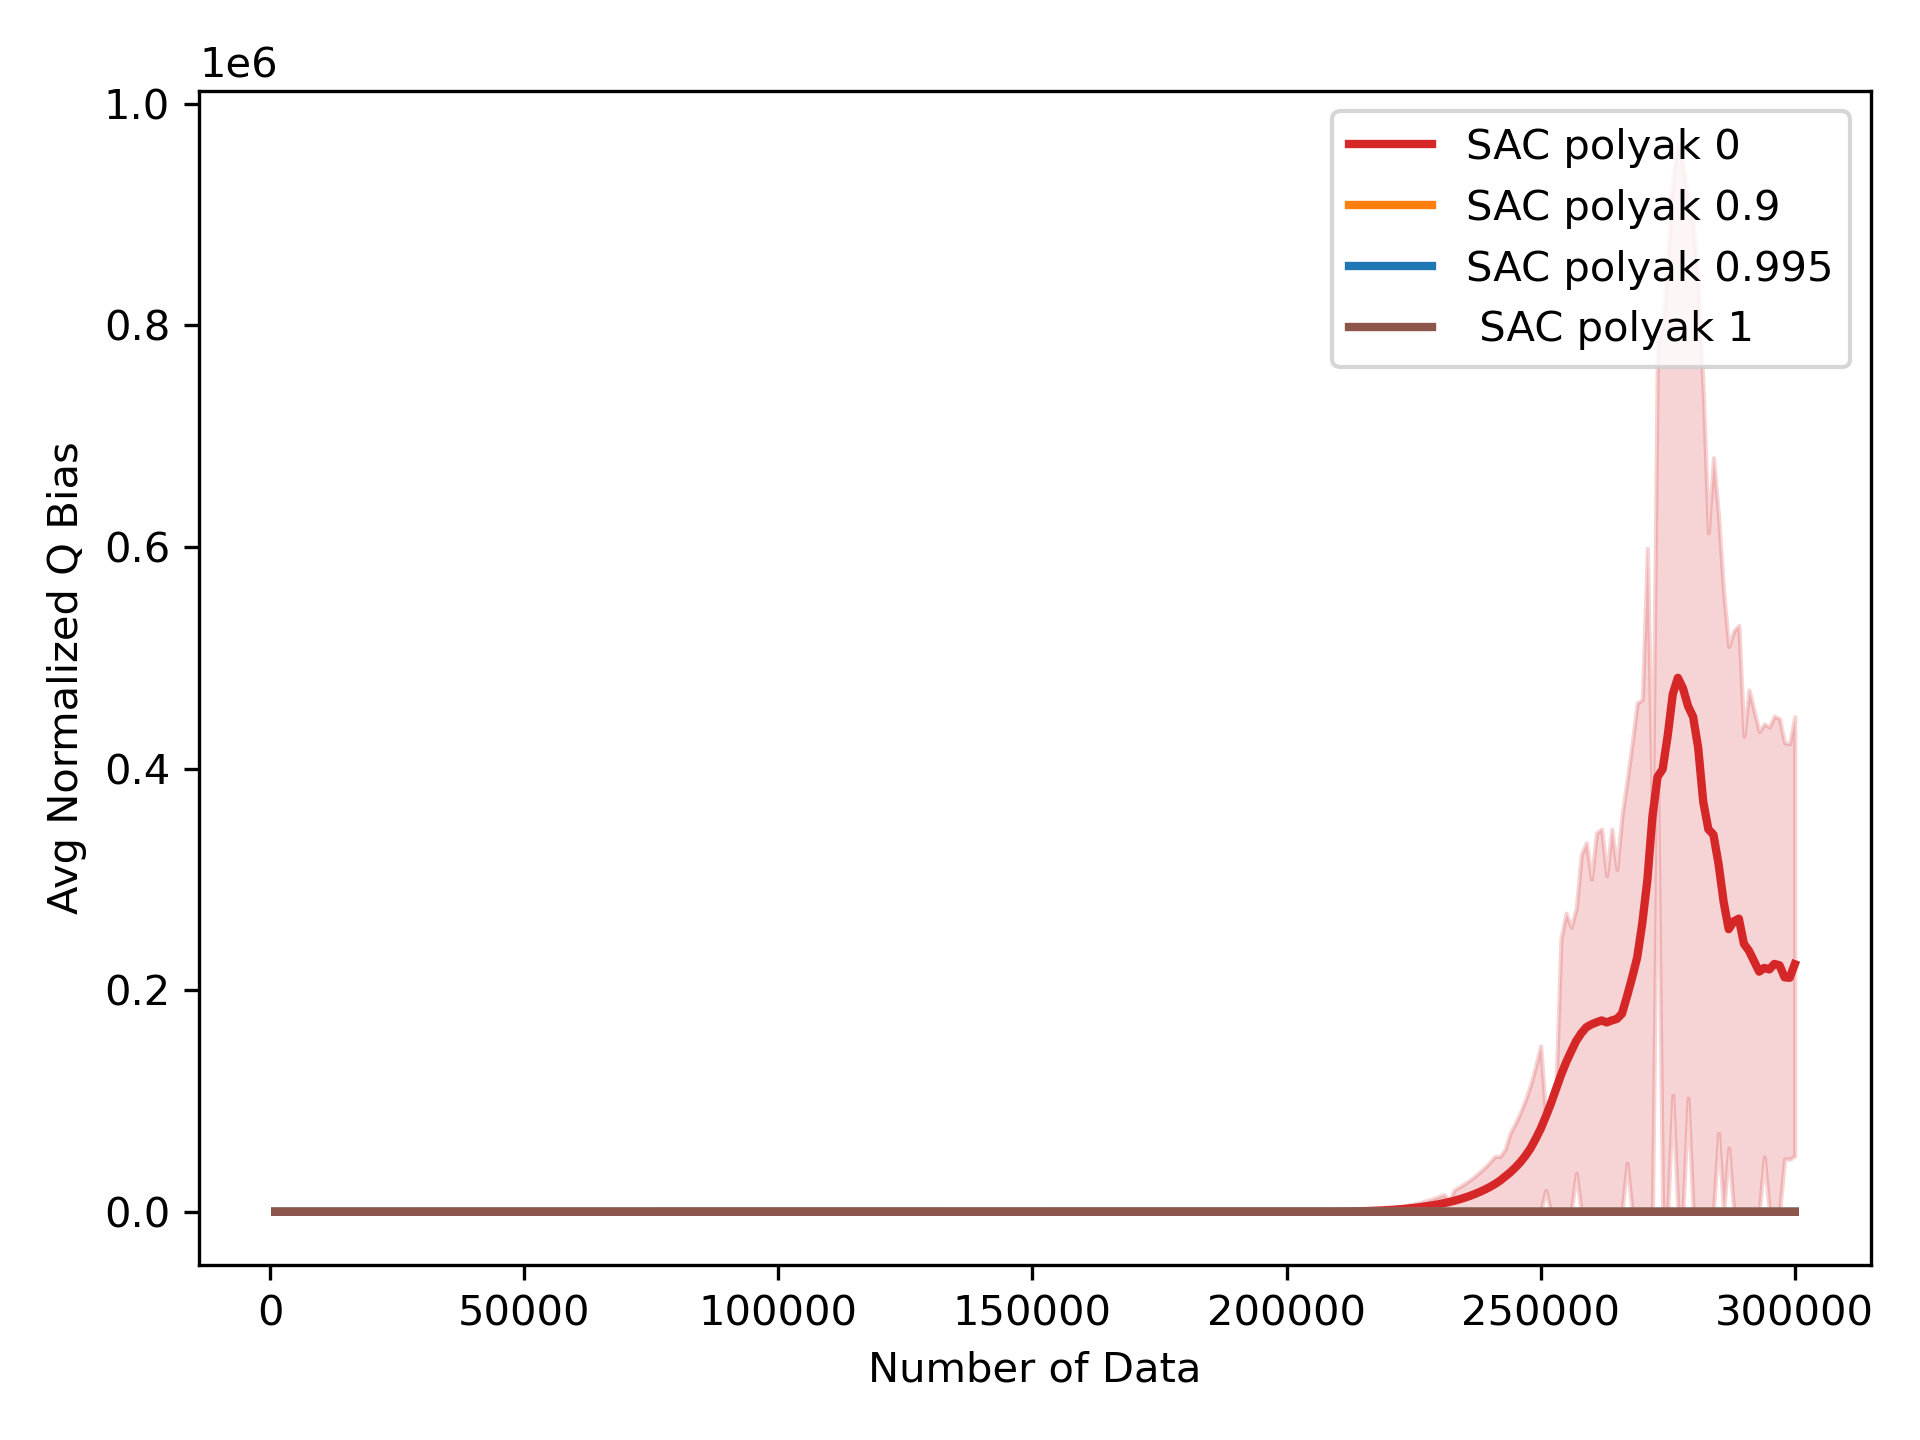 1e6
1.0
0.8
0.6
0.4
0.2
0.0
Avg Normalized Q Bias
SAC polyak 0
SAC polyak 0.9
SAC polyak 0.995
SAC polyak 1
0 50000 100000 150000 200000 250000 300000
Number of Data